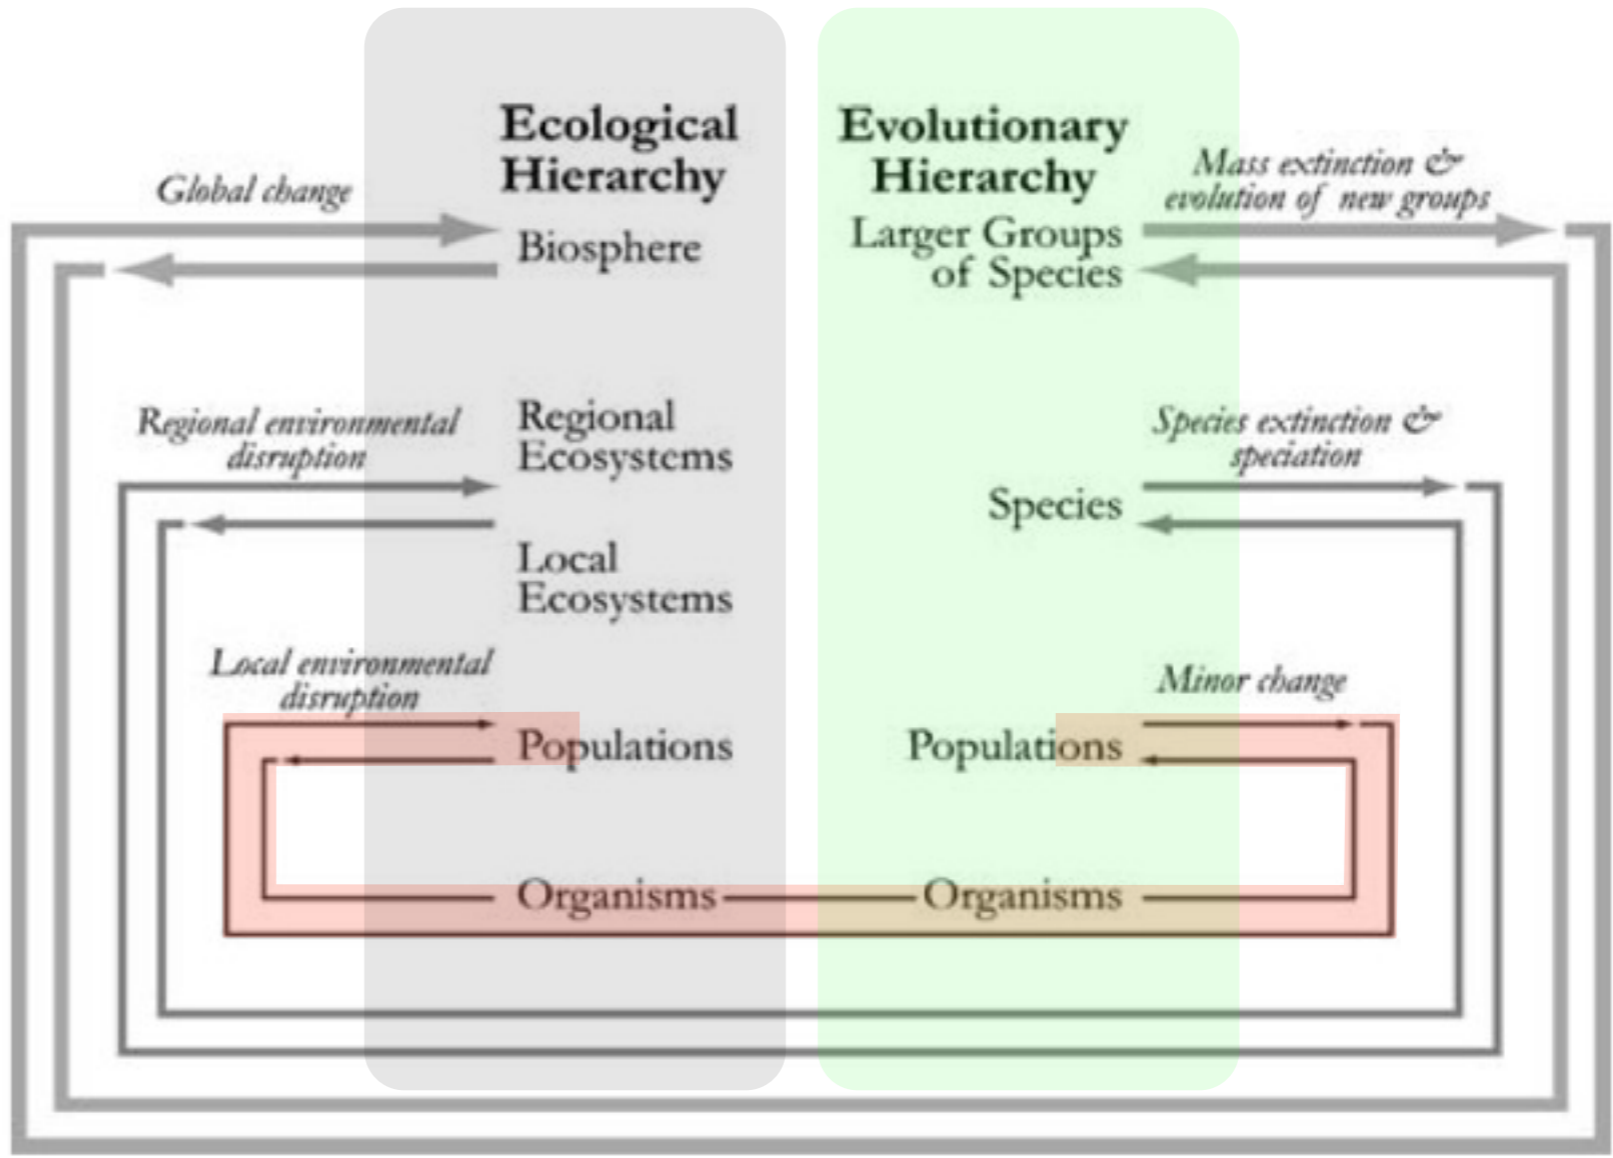 Ecological
Hierarchy
Evolutionary
Hierarchy
Global change
Mass extinction &
evolution of new groups
Biosphere
Larger Groups
of Species
Regional environmental
disruption
Regional
Ecosystems
Species extinction &
speciation
Species
Local
Ecosystems
Local environmental
disruption
Minor change
Populations
Populations
Organisms
Organisms